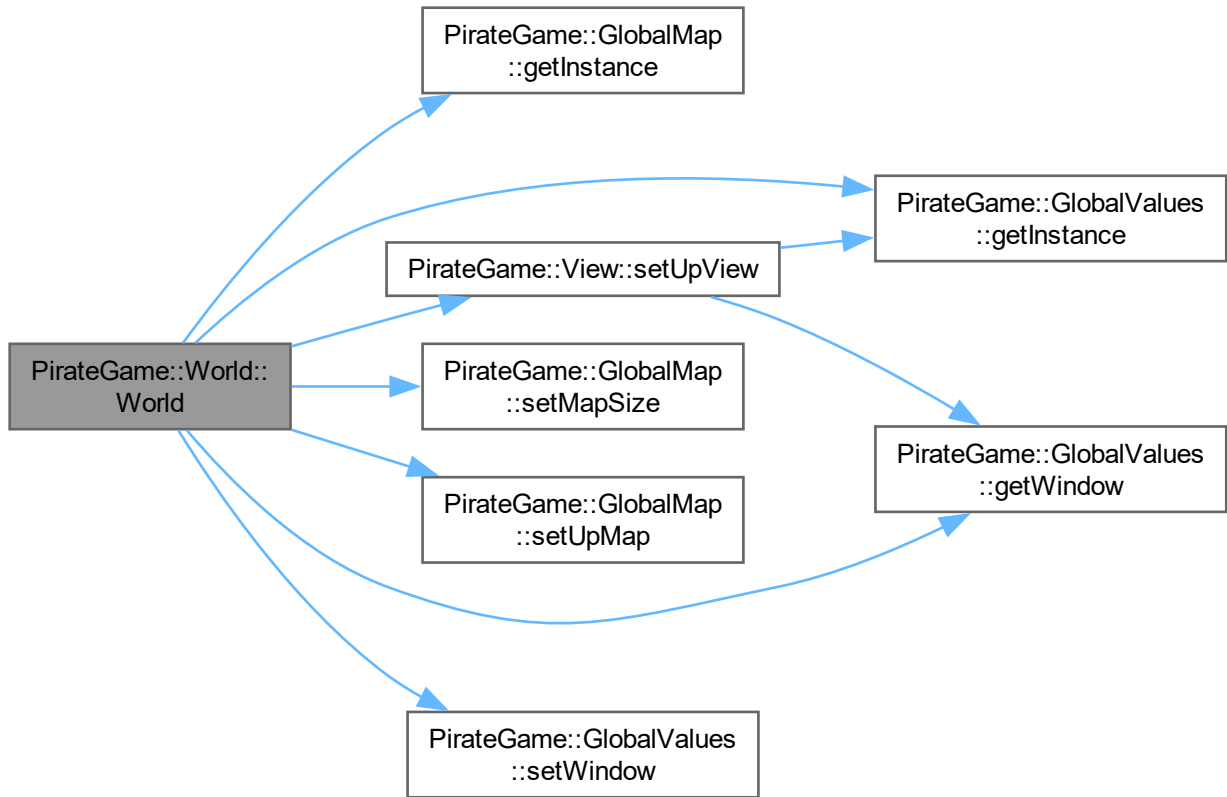 PirateGame::GlobalMap
::getInstance
PirateGame::GlobalValues
::getInstance
PirateGame::View::setUpView
PirateGame::World::
World
PirateGame::GlobalMap
::setMapSize
PirateGame::GlobalValues
::getWindow
PirateGame::GlobalMap
::setUpMap
PirateGame::GlobalValues
::setWindow